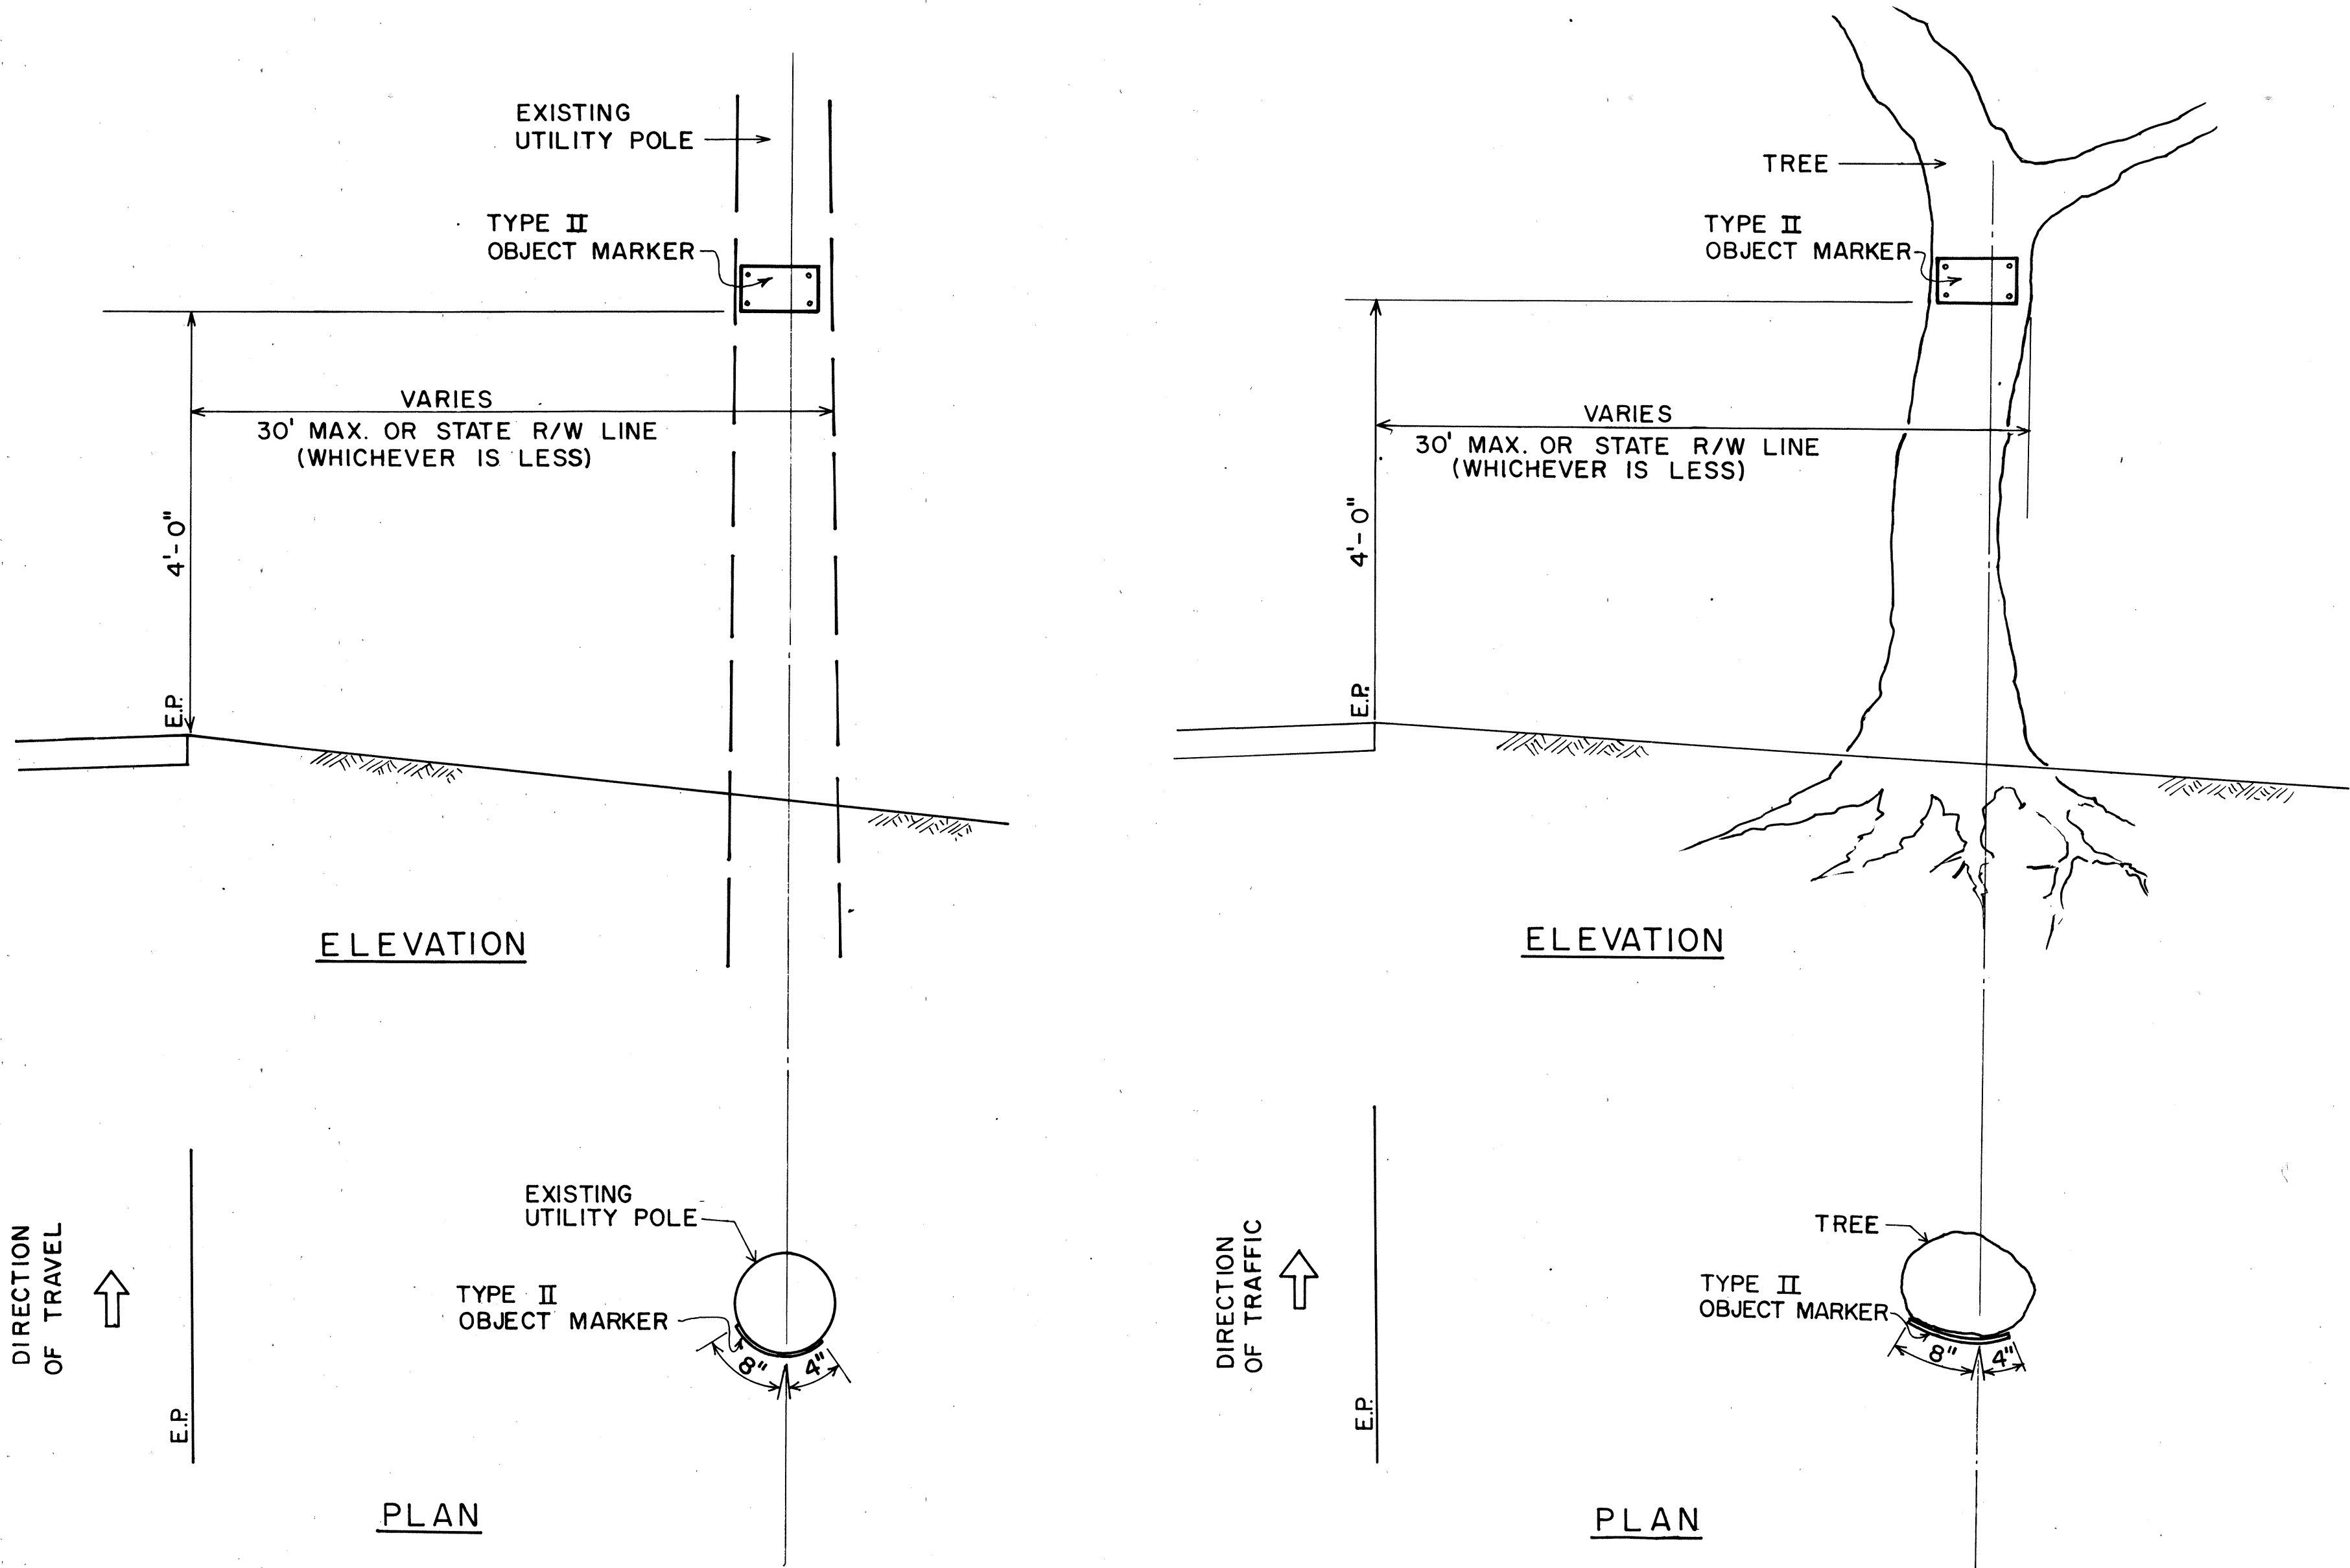 EXISTING
UTILITY POLE
TYPE II
OBJECT MARKER
VARIES
30' MAX. OR STATE R/W LINE
(WHICHEVER IS LESS)
4'-0"
E.P.
ELEVATION
DIRECTION
OF TRAVEL
EXISTING
UTILITY POLE
TYPE II
OBJECT MARKER
8" 4"
E.P.
PLAN
TREE
TYPE II
OBJECT MARKER
VARIES
30' MAX. OR STATE R/W LINE
(WHICHEVER IS LESS)
4'-0"
E.P.
ELEVATION
DIRECTION
OF TRAFFIC
TREE
TYPE II
OBJECT MARKER
8" 4"
E.P.
PLAN